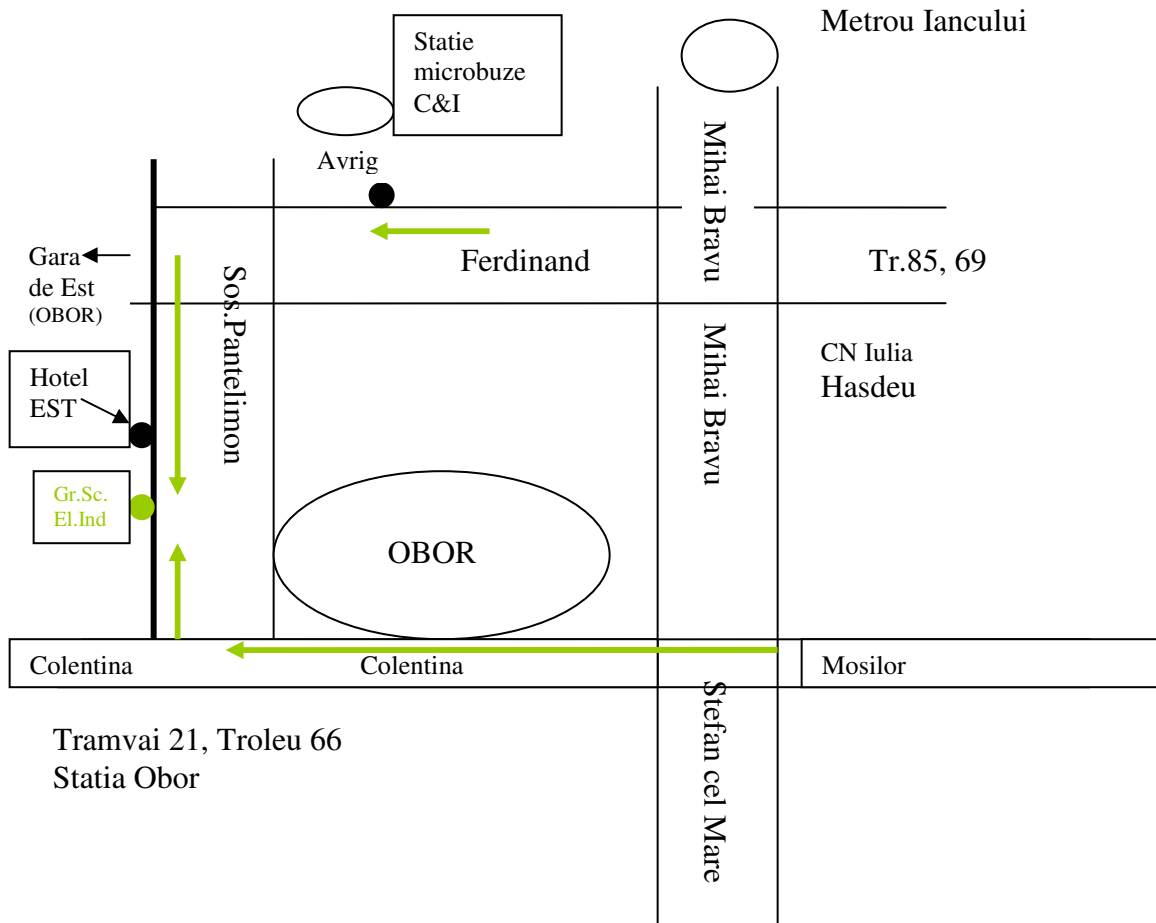 Metrou Iancului
Statie
microbuze
C&I
Avrig
Mihai Bravu
Gara
de Est
(OBOR)
Sos.Pantelimon
Ferdinand
Tr.85, 69
Hotel
EST
Mihai Bravu
CN Iulia
Hasdeu
Gr.Sc.
El.Ind
OBOR
Colentina
Colentina
Mosilor
Stefan cel Mare
Tramvai 21, Troleu 66
Statia Obor